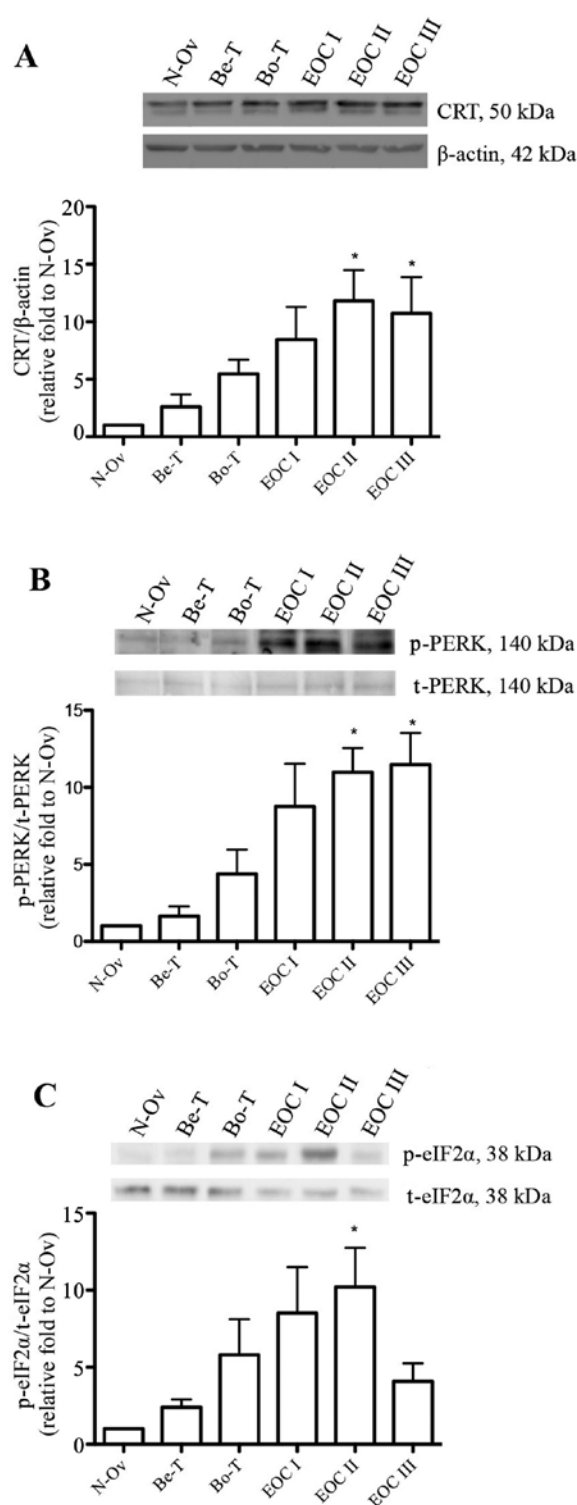 A
N-Ov Be-T Bo-T EOC I EOC II EOC III
CRT, 50 kDa
β-actin, 42 kDa
CRT/β-actin
(relative fold to N-Ov)
20
15
10
5
0
* *
N-Ov Be-T Bo-T EOC I EOC II EOC III
B
N-Ov Be-T Bo-T EOC I EOC II EOC III
p-PERK, 140 kDa
t-PERK, 140 kDa
p-PERK/t-PERK
(relative fold to N-Ov)
15
10
5
0
* *
N-Ov Be-T Bo-T EOC I EOC II EOC III
C
N-Ov Be-T Bo-T EOC I EOC II EOC III
p-eIF2α, 38 kDa
t-eIF2α, 38 kDa
p-eIF2α/t-eIF2α
(relative fold to N-Ov)
15
10
5
0
*
N-Ov Be-T Bo-T EOC I EOC II EOC III